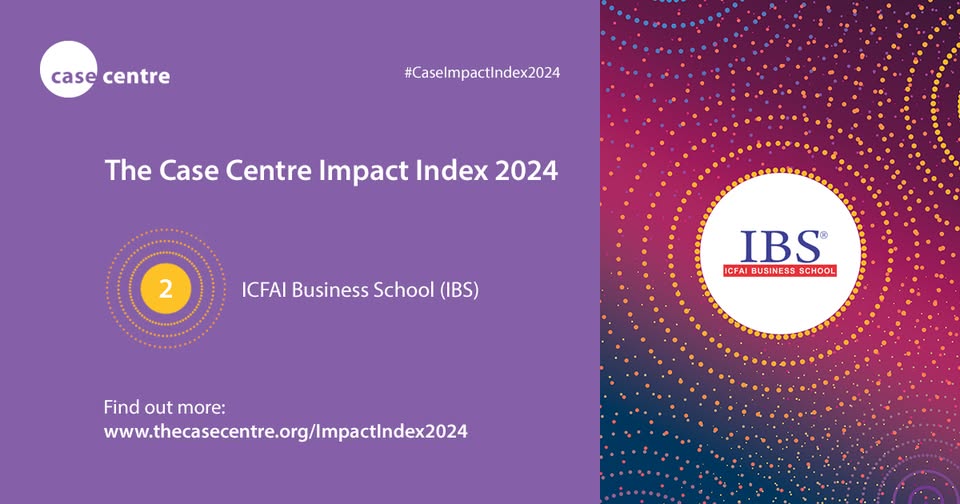 case centre
#CaseImpactIndex2024
The Case Centre Impact Index 2024
2
ICFAI Business School (IBS)
Find out more:
www.thecasecentre.org/ImpactIndex2024
IBS®
ICFAI BUSINESS SCHOOL